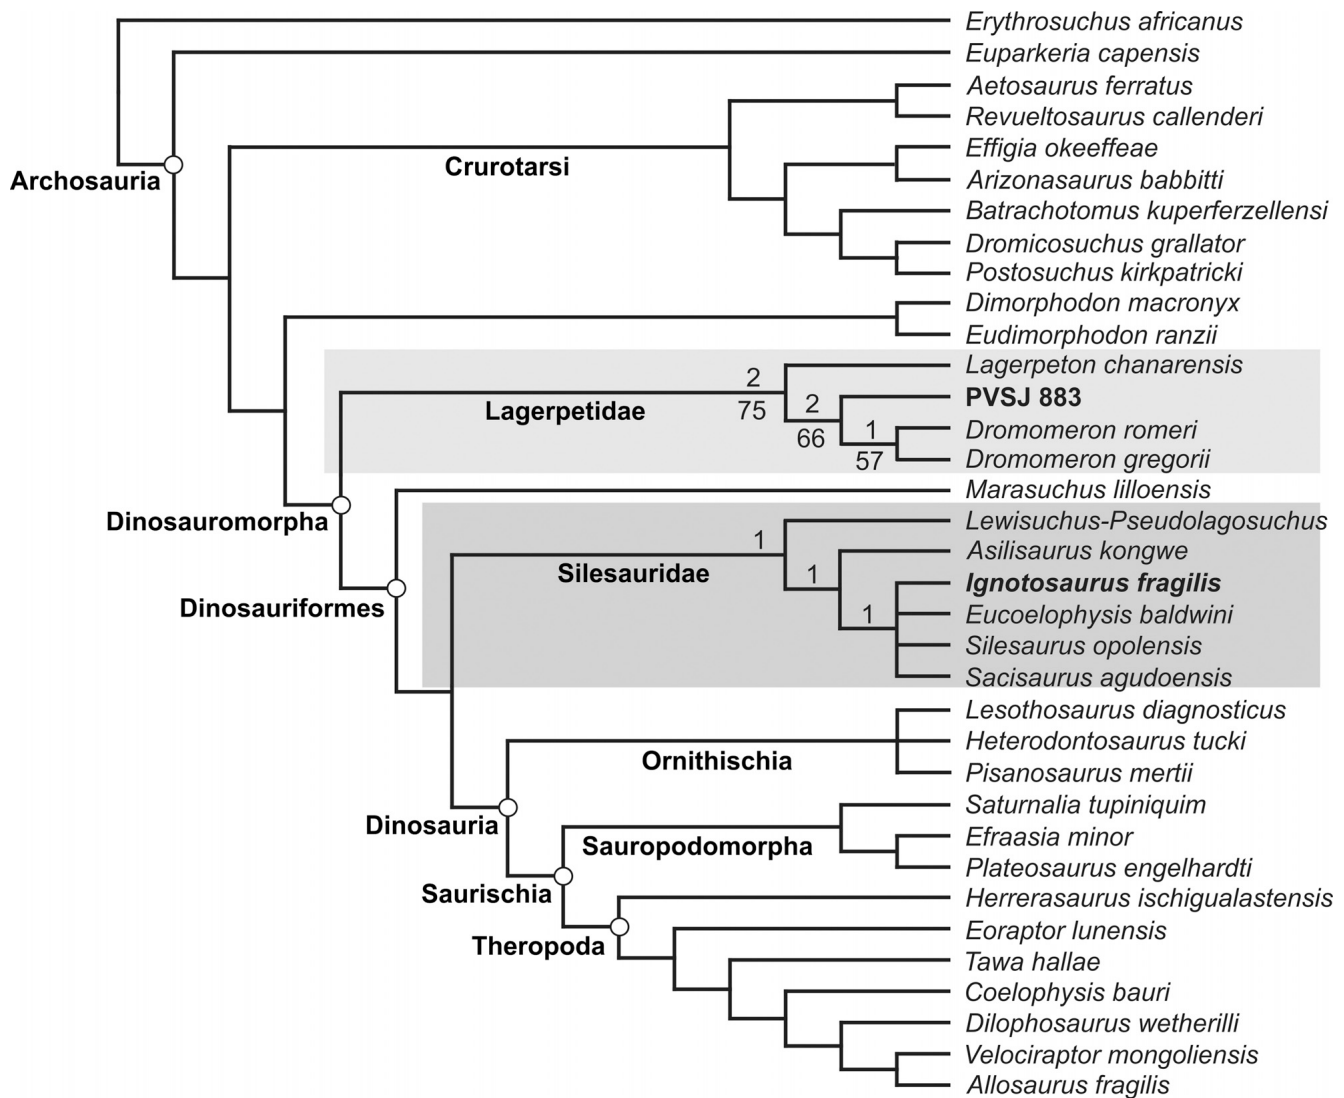 Erythrosuchus africanus
Euparkeria capensis
Aetosaurus ferratus
Revueltosaurus callenderi
Effigia okeeffeae
Crurotarsi
Archosauria
Arizonasaurus babbitti
Batrachotomus kuperferzellensi
Dromicosuchus grallator
Postosuchus kirkpatricki
Dimorphodon macronyx
Eudimorphodon ranzii
Lagerpeton chanarensis
2
75
Lagerpetidae
PVSJ 883
2
66
Dromomeron romeri
1
57
Dromomeron gregorii
Marasuchus lilloensis
Dinosauromorpha
Lewisuchus-Pseudolagosuchus
1
Silesauridae
Asilisaurus kongwe
1
Ignotosaurus fragilis
Dinosauriformes
Eucoelophysis baldwini
1
Silesaurus opolensis
Sacisaurus agudoensis
Lesothosaurus diagnosticus
Heterodontosaurus tucki
Ornithischia
Pisanosaurus mertii
Saturnalia tupiniquim
Dinosauria
Efraasia minor
Sauropodomorpha
Plateosaurus engelhardti
Saurischia
Herrerasaurus ischigualastensis
Eoraptor lunensis
Theropoda
Tawa hallae
Coelophysis bauri
Dilophosaurus wetherilli
Velociraptor mongoliensis
Allosaurus fragilis